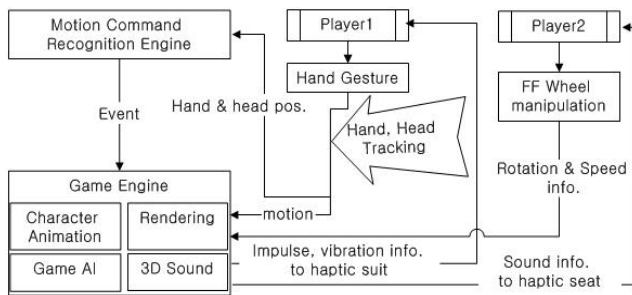 Motion Command
Recognition Engine
Player1
Player2
Hand Gesture
FF Wheel
manipulation
Hand & head pos.
Hand, Head
Tracking
Event
Rotation & Speed
info.
Game Engine
Character
Animation
Rendering
motion
Game AI
3D Sound
Impulse, vibration info.
to haptic suit
Sound info.
to haptic seat